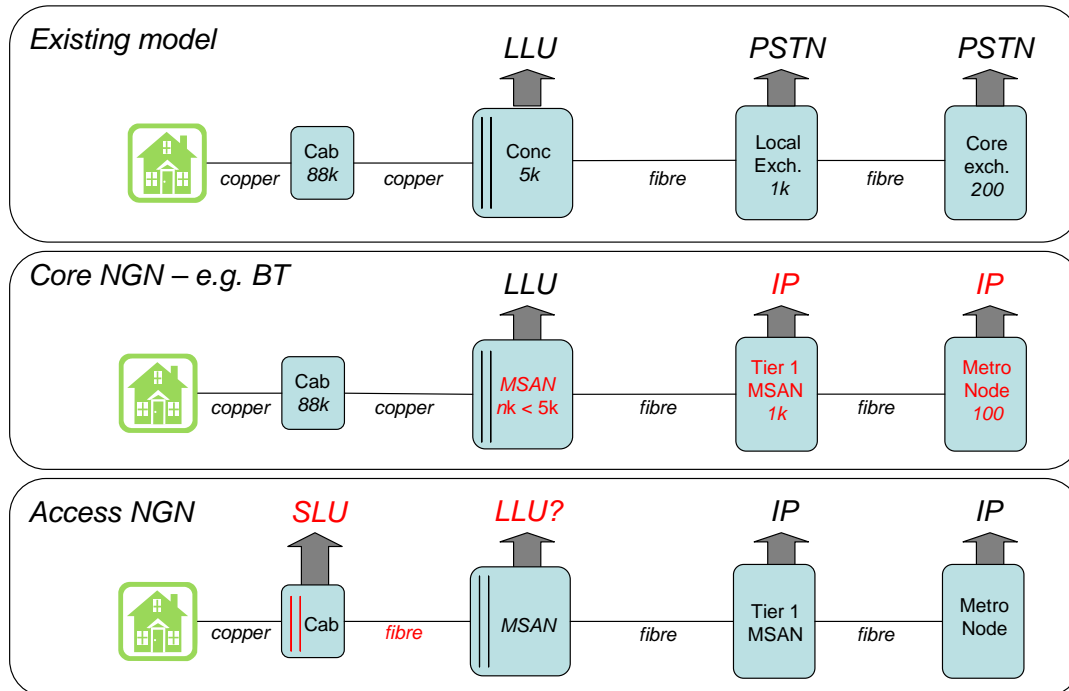 Existing model
LLU
PSTN
PSTN
Cab
88k
Conc
5k
Local
Exch.
1k
Core
exch.
200
copper
copper
fibre
fibre
Core NGN – e.g. BT
LLU
IP
IP
Cab
88k
MSAN
nk < 5k
Tier 1
MSAN
1k
Metro
Node
100
copper
copper
fibre
fibre
Access NGN
SLU
LLU?
IP
IP
Cab
MSAN
Tier 1
MSAN
Metro
Node
copper
fibre
fibre
fibre